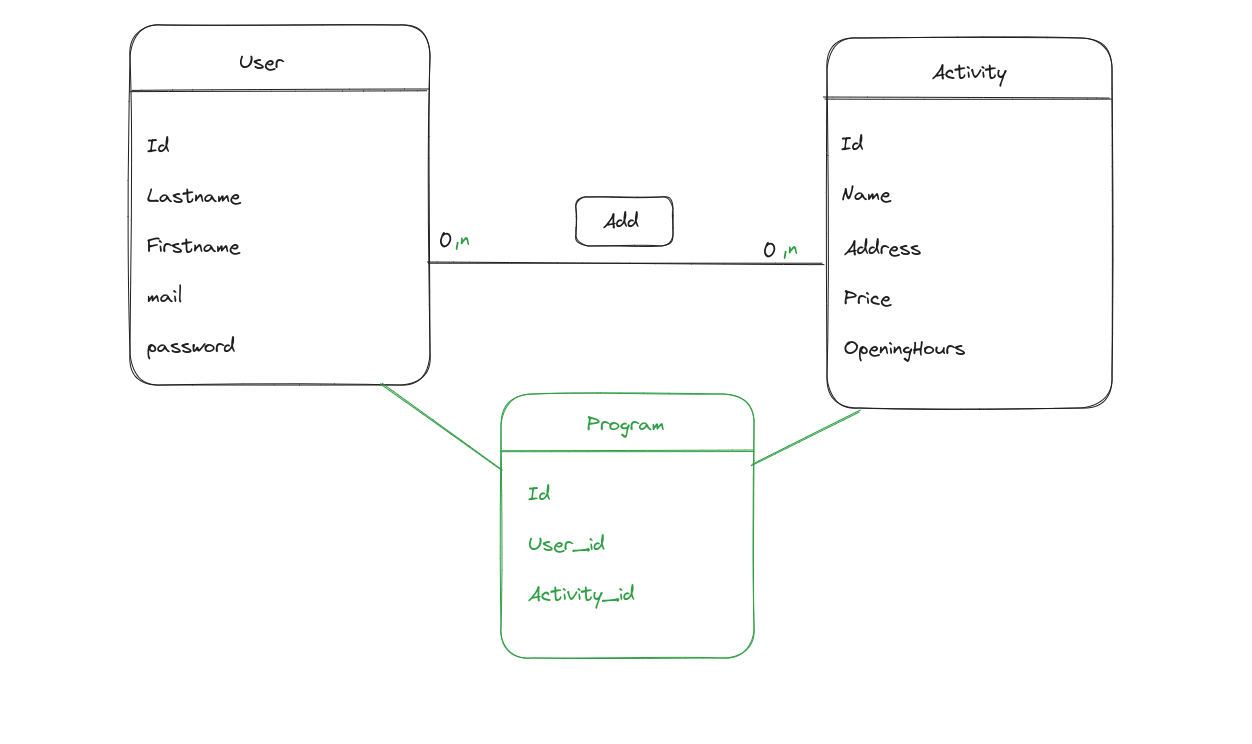 User
Id
Lastname
Firstname
mail
password
0,n
Add
0,n
Activity
Id
Name
Address
Price
OpeningHours
Program
Id
User_id
Activity_id